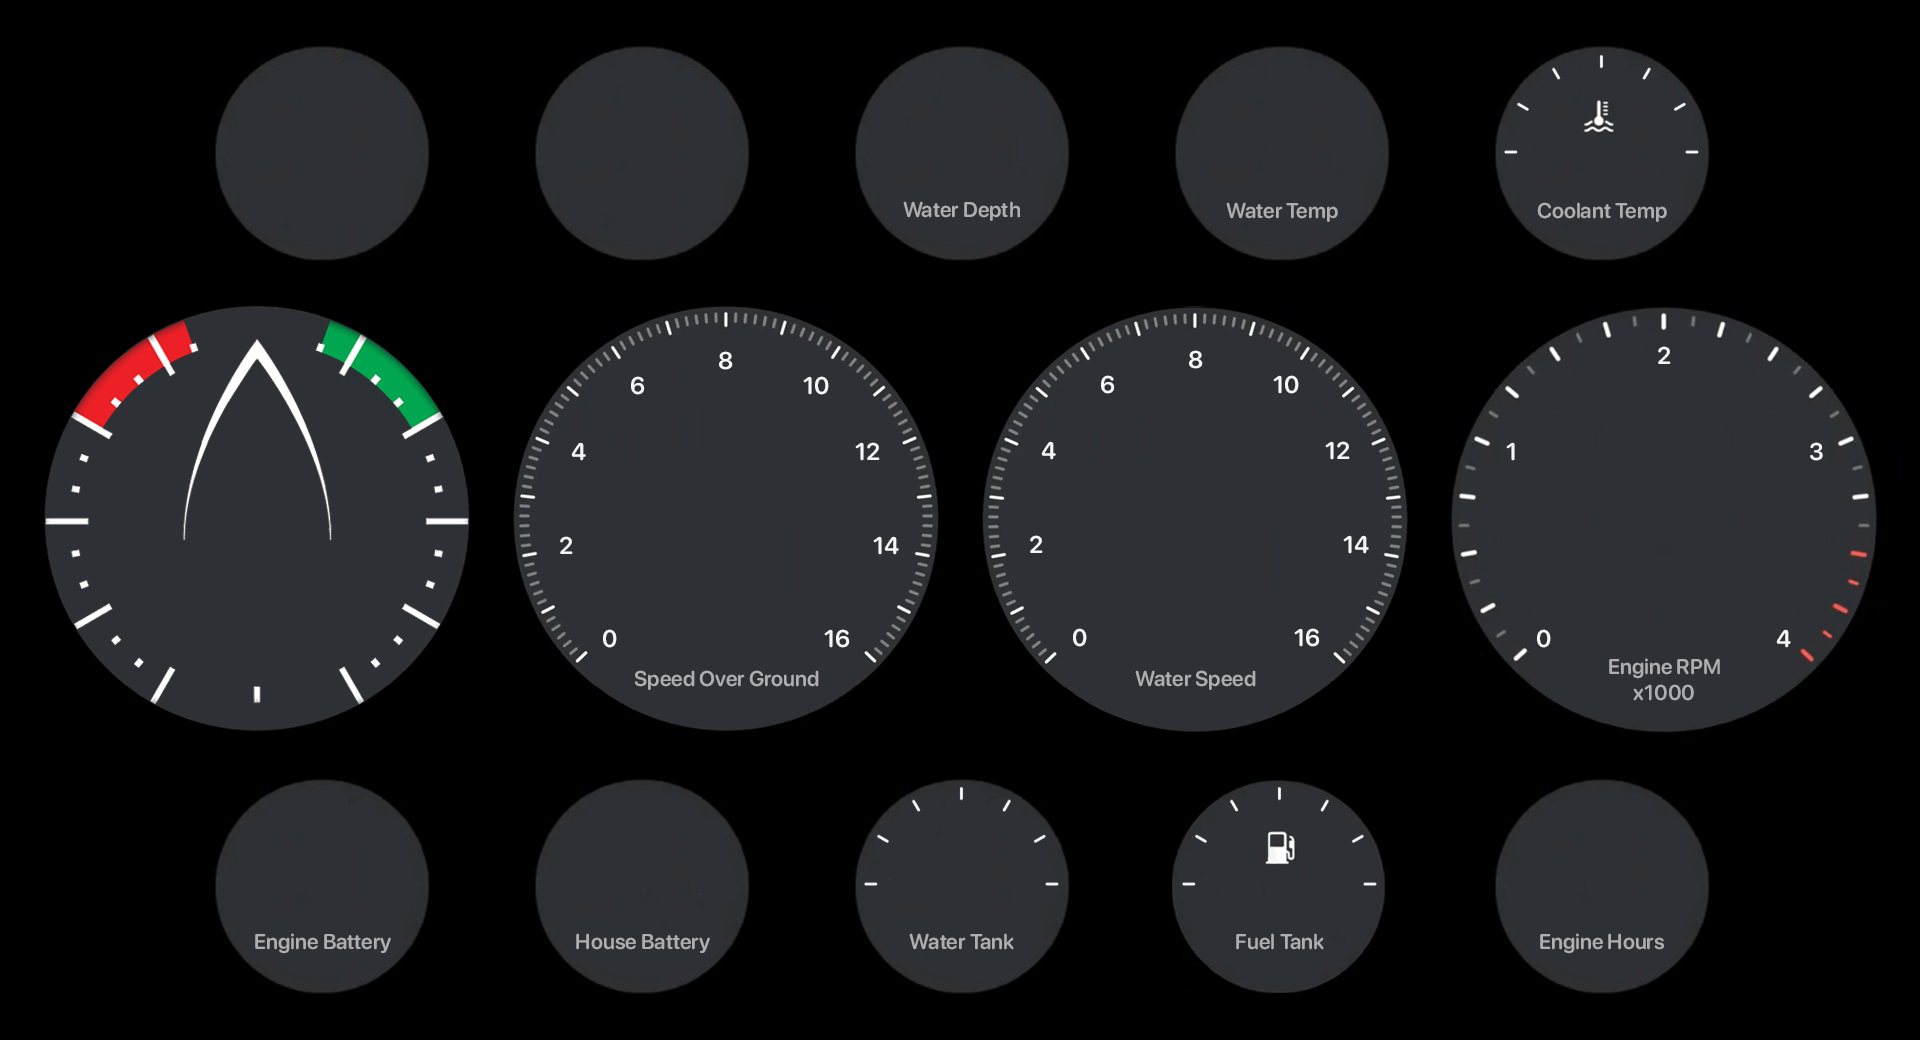 Water Depth
Water Temp
Coolant Temp
8
6
10
4
12
2
14
0
16
Speed Over Ground
8
6
10
4
12
2
14
0
16
Water Speed
2
1
3
0
4
Engine RPM
x1000
Engine Battery
House Battery
Water Tank
Fuel Tank
Engine Hours